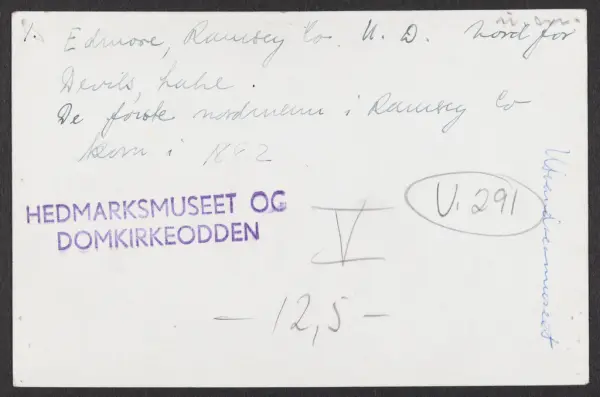 Edmore, Ramsey Co. N. D. Nord for
Devils, Lake.
De første nordmenn i Ramsey Co
kom i 1882
HEDMARKSMUSEET OG
DOMKIRKEODDEN
V
U. 291
- 12,5 -
Utvandrermuseet